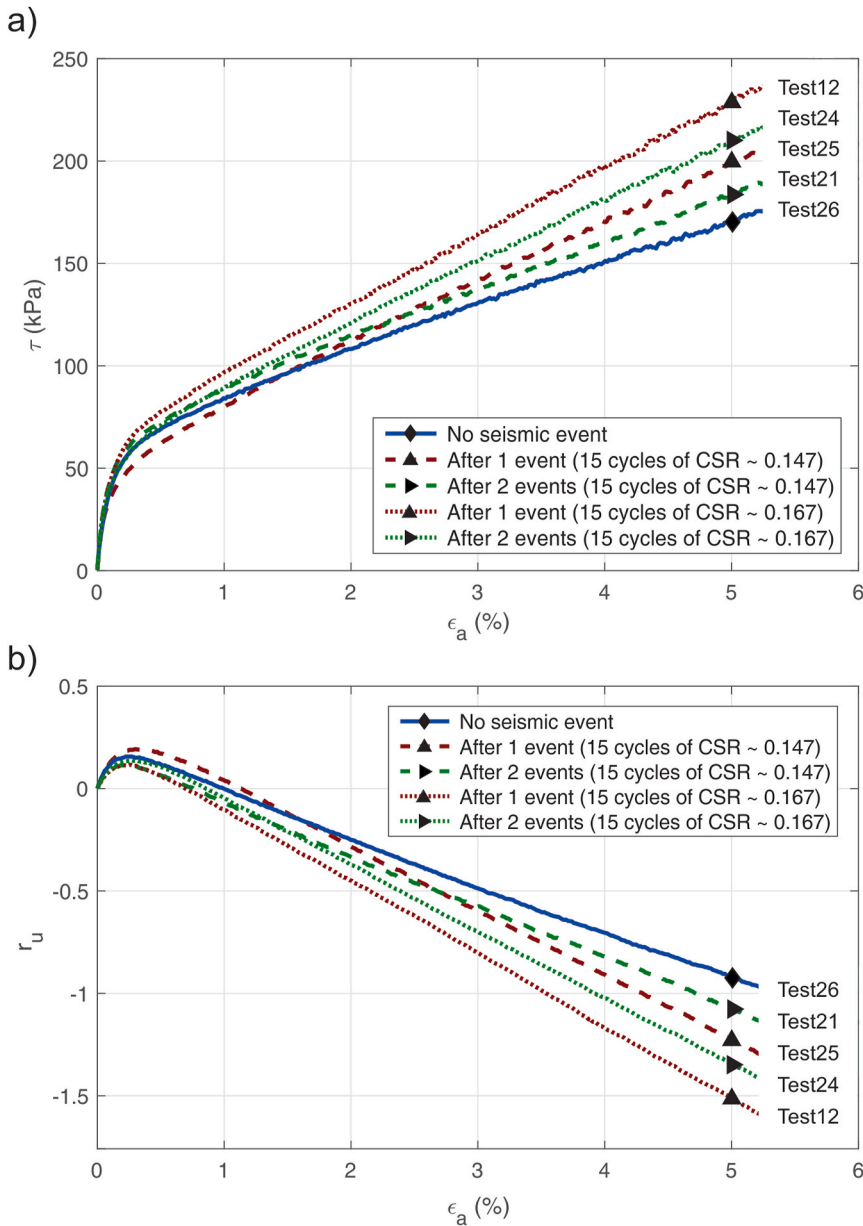 a)
250
200
150
100
50
0
τ (kPa)
Test12
Test24
Test25
Test21
Test26
No seismic event
After 1 event (15 cycles of CSR ~ 0.147)
After 2 events (15 cycles of CSR ~ 0.147)
After 1 event (15 cycles of CSR ~ 0.167)
After 2 events (15 cycles of CSR ~ 0.167)
0 1 2 3 4 5 6
ϵa (%)
b)
0.5
0
-0.5
-1
-1.5
ru
No seismic event
After 1 event (15 cycles of CSR ~ 0.147)
After 2 events (15 cycles of CSR ~ 0.147)
After 1 event (15 cycles of CSR ~ 0.167)
After 2 events (15 cycles of CSR ~ 0.167)
Test26
Test21
Test25
Test24
Test12
0 1 2 3 4 5 6
ϵa (%)